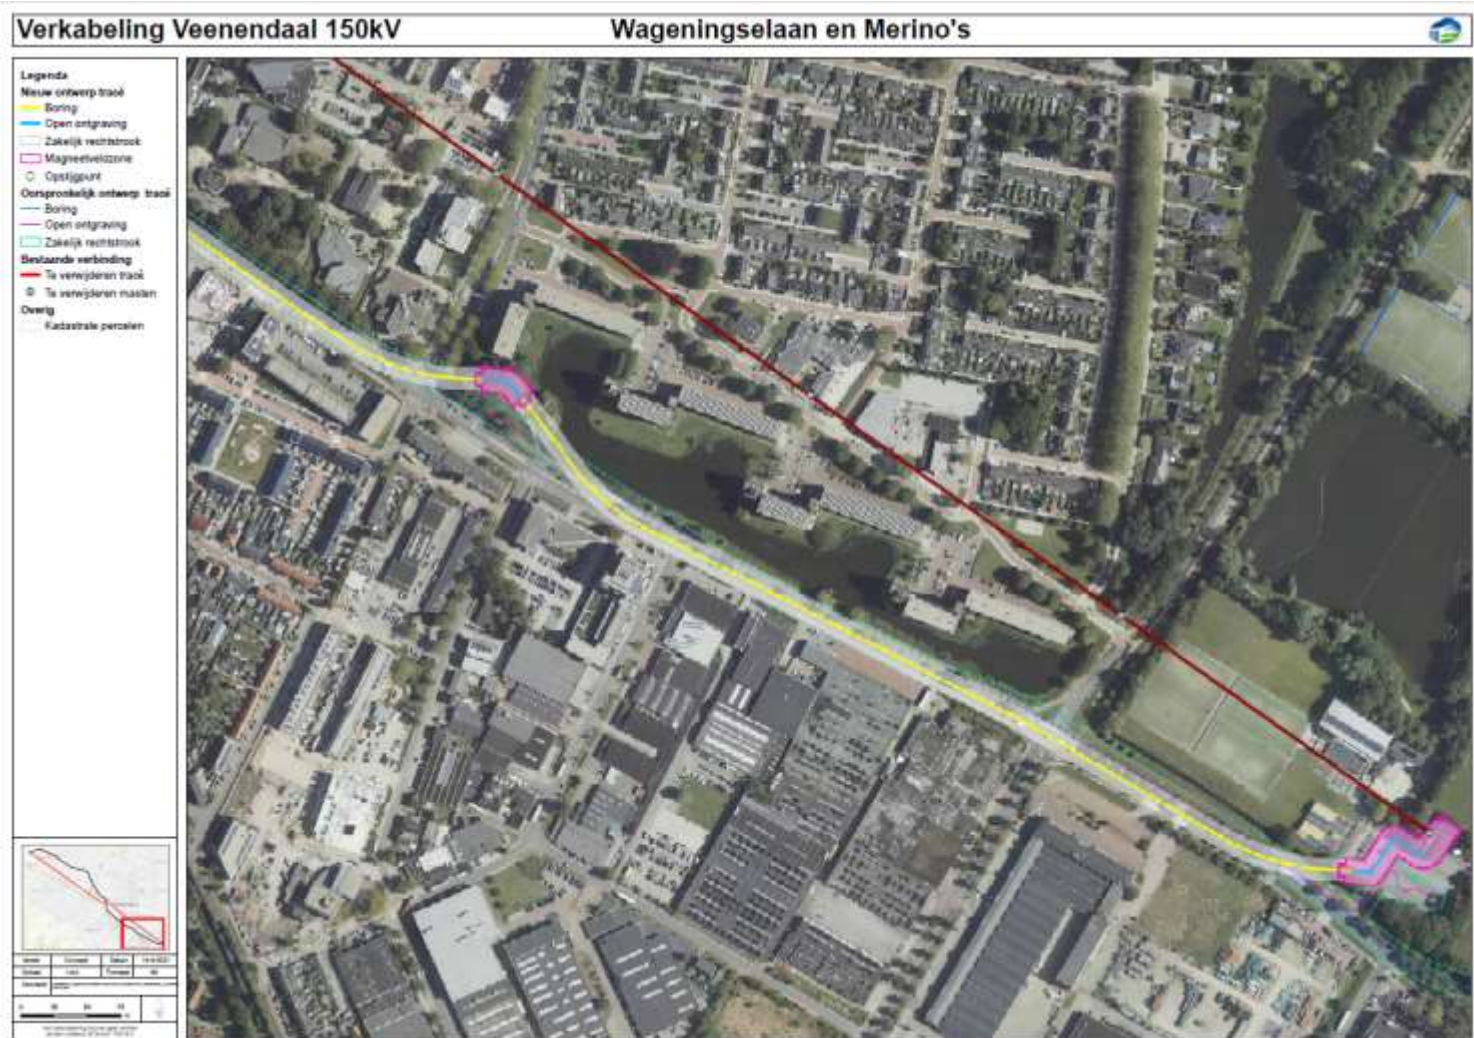 Verkabeling Veenendaal 150kV
Wageningselaan en Merino's
Legenda
Nieuw ontwerp tracé
Boring
Open ontgraving
Zakelijk rechtstrook
Magneetveldzone
Opstijgpunt
Oorspronkelijk ontwerp tracé
Boring
Open ontgraving
Zakelijk rechtstrook
Bestaande verbinding
Te verwijderen tracé
Te verwijderen masten
Overig
Kadastrale percelen